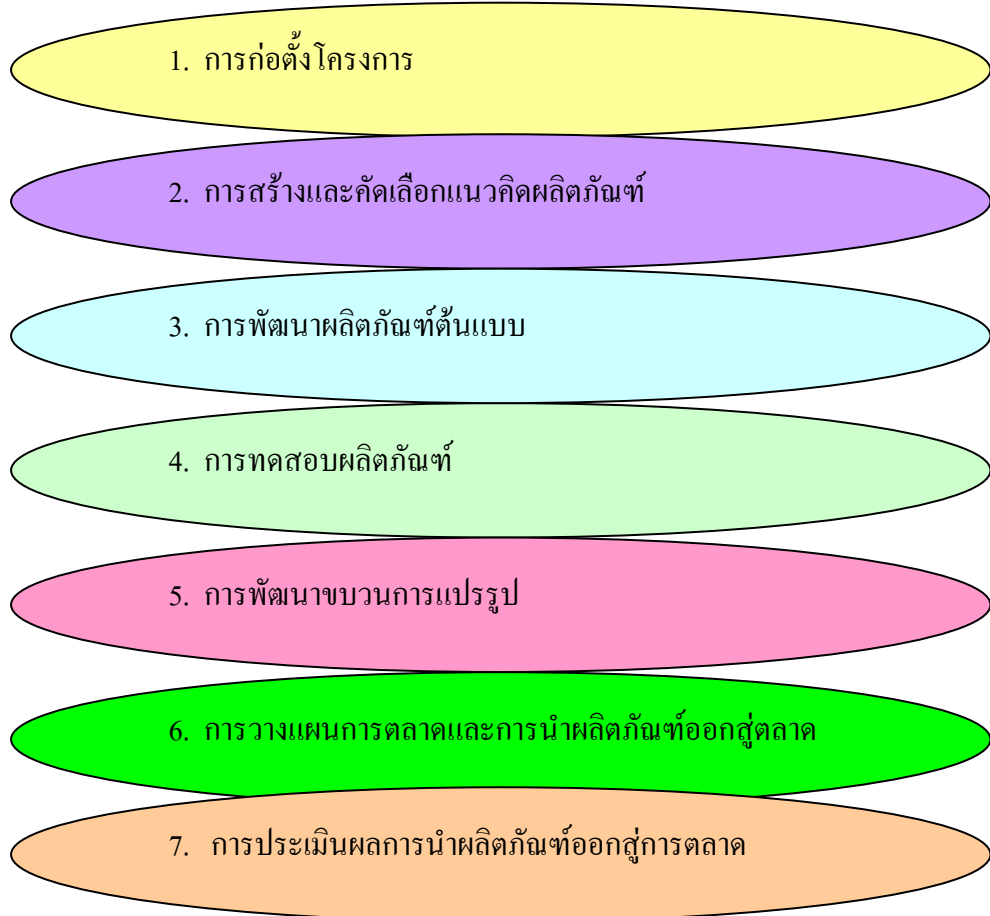 1. การก่อตั้งโครงการ
2. การสร้างและคัดเลือกแนวคิดผลิตภัณฑ์
3. การพัฒนาผลิตภัณฑ์ต้นแบบ
4. การทดสอบผลิตภัณฑ์
5. การพัฒนาขบวนการแปรรูป
6. การวางแผนการตลาดและการนำผลิตภัณฑ์ออกสู่ตลาด
7. การประเมินผลการนำผลิตภัณฑ์ออกสู่การตลาด